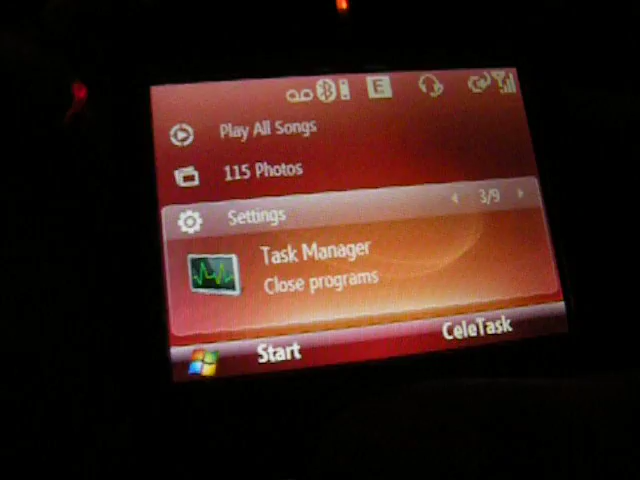 E
Play All Songs
115 Photos
Settings 3/9
Task Manager
Close programs
Start CeleTask